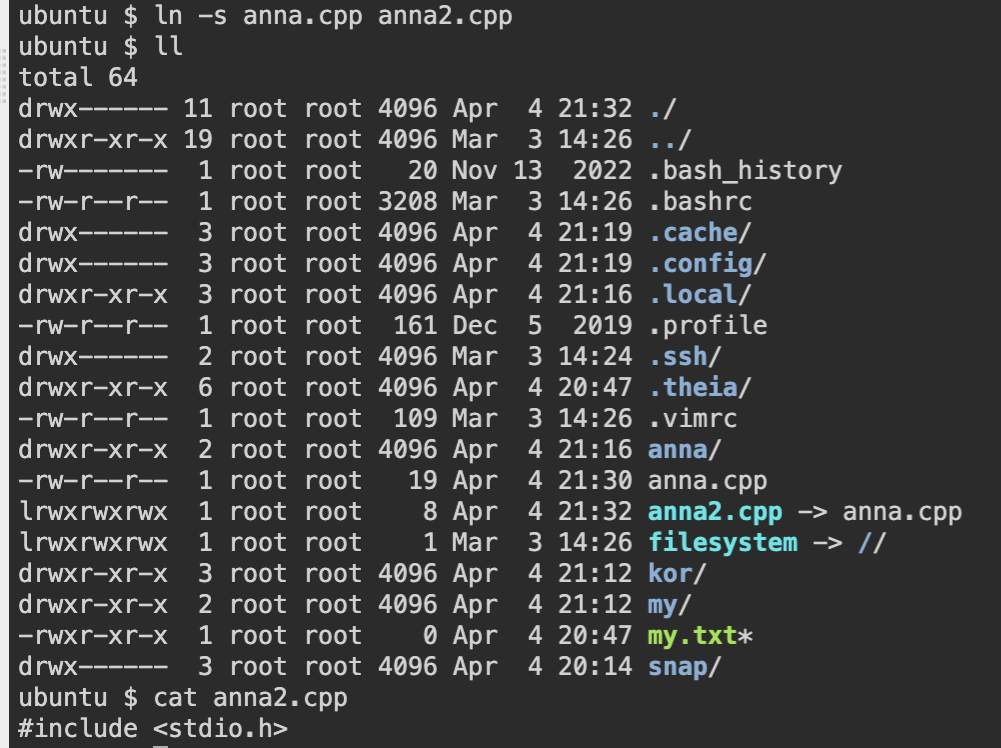 ubuntu $ ln -s anna.cpp anna2.cpp
ubuntu $ ll
total 64
drwx------ 11 root root 4096 Apr  4 21:32 ./
drwxr-xr-x 19 root root 4096 Mar  3 14:26 ../
-rw-------  1 root root   20 Nov 13  2022 .bash_history
-rw-r--r--  1 root root 3208 Mar  3 14:26 .bashrc
drwx------  3 root root 4096 Apr  4 21:19 .cache/
drwx------  3 root root 4096 Apr  4 21:19 .config/
drwxr-xr-x  3 root root 4096 Apr  4 21:16 .local/
-rw-r--r--  1 root root  161 Dec  5  2019 .profile
drwx------  2 root root 4096 Mar  3 14:24 .ssh/
drwxr-xr-x  6 root root 4096 Apr  4 20:47 .theia/
-rw-r--r--  1 root root  109 Mar  3 14:26 .vimrc
drwxr-xr-x  2 root root 4096 Apr  4 21:16 anna/
-rw-r--r--  1 root root   19 Apr  4 21:30 anna.cpp
lrwxrwxrwx  1 root root    8 Apr  4 21:32 anna2.cpp -> anna.cpp
lrwxrwxrwx  1 root root    1 Mar  3 14:26 filesystem -> //
drwxr-xr-x  3 root root 4096 Apr  4 21:12 kor/
drwxr-xr-x  2 root root 4096 Apr  4 21:12 my/
-rwxr-xr-x  1 root root    0 Apr  4 20:47 my.txt*
drwx------  3 root root 4096 Apr  4 20:14 snap/
ubuntu $ cat anna2.cpp
#include <stdio.h>